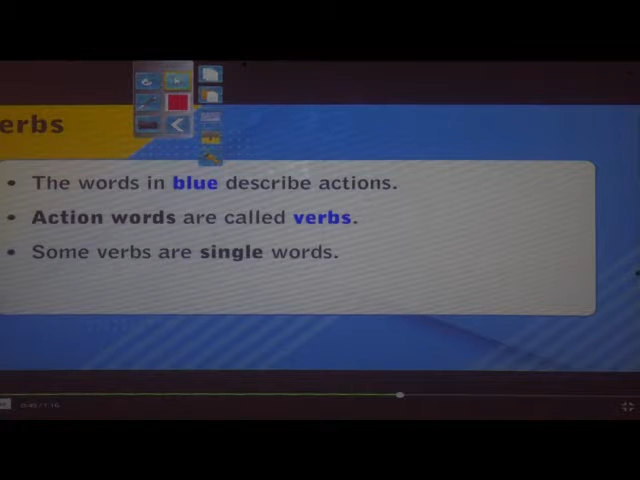 erbs
• The words in blue describe actions.
• Action words are called verbs.
• Some verbs are single words.